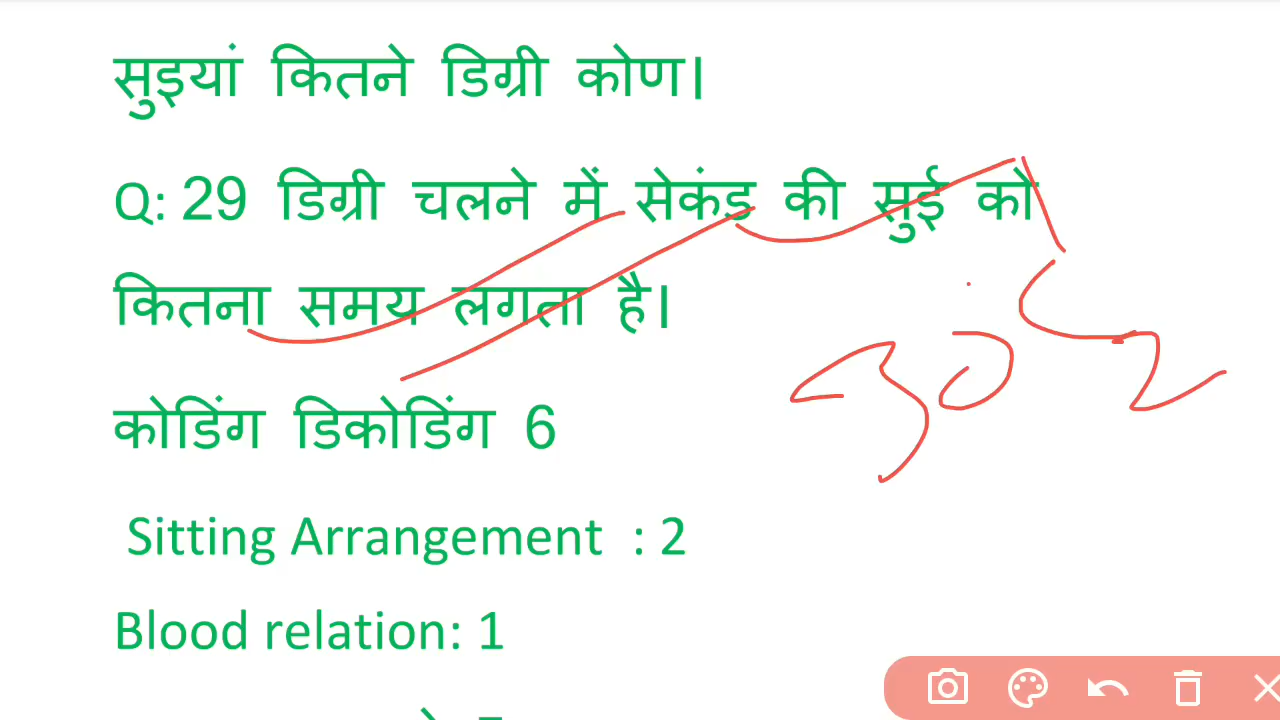 सुइयां कितने डिग्री कोण।
Q: 29 डिग्री चलने में सेकंड की सुई को
कितना समय लगता है।
कोडिंग डिकोडिंग 6
Sitting Arrangement : 2
Blood relation: 1